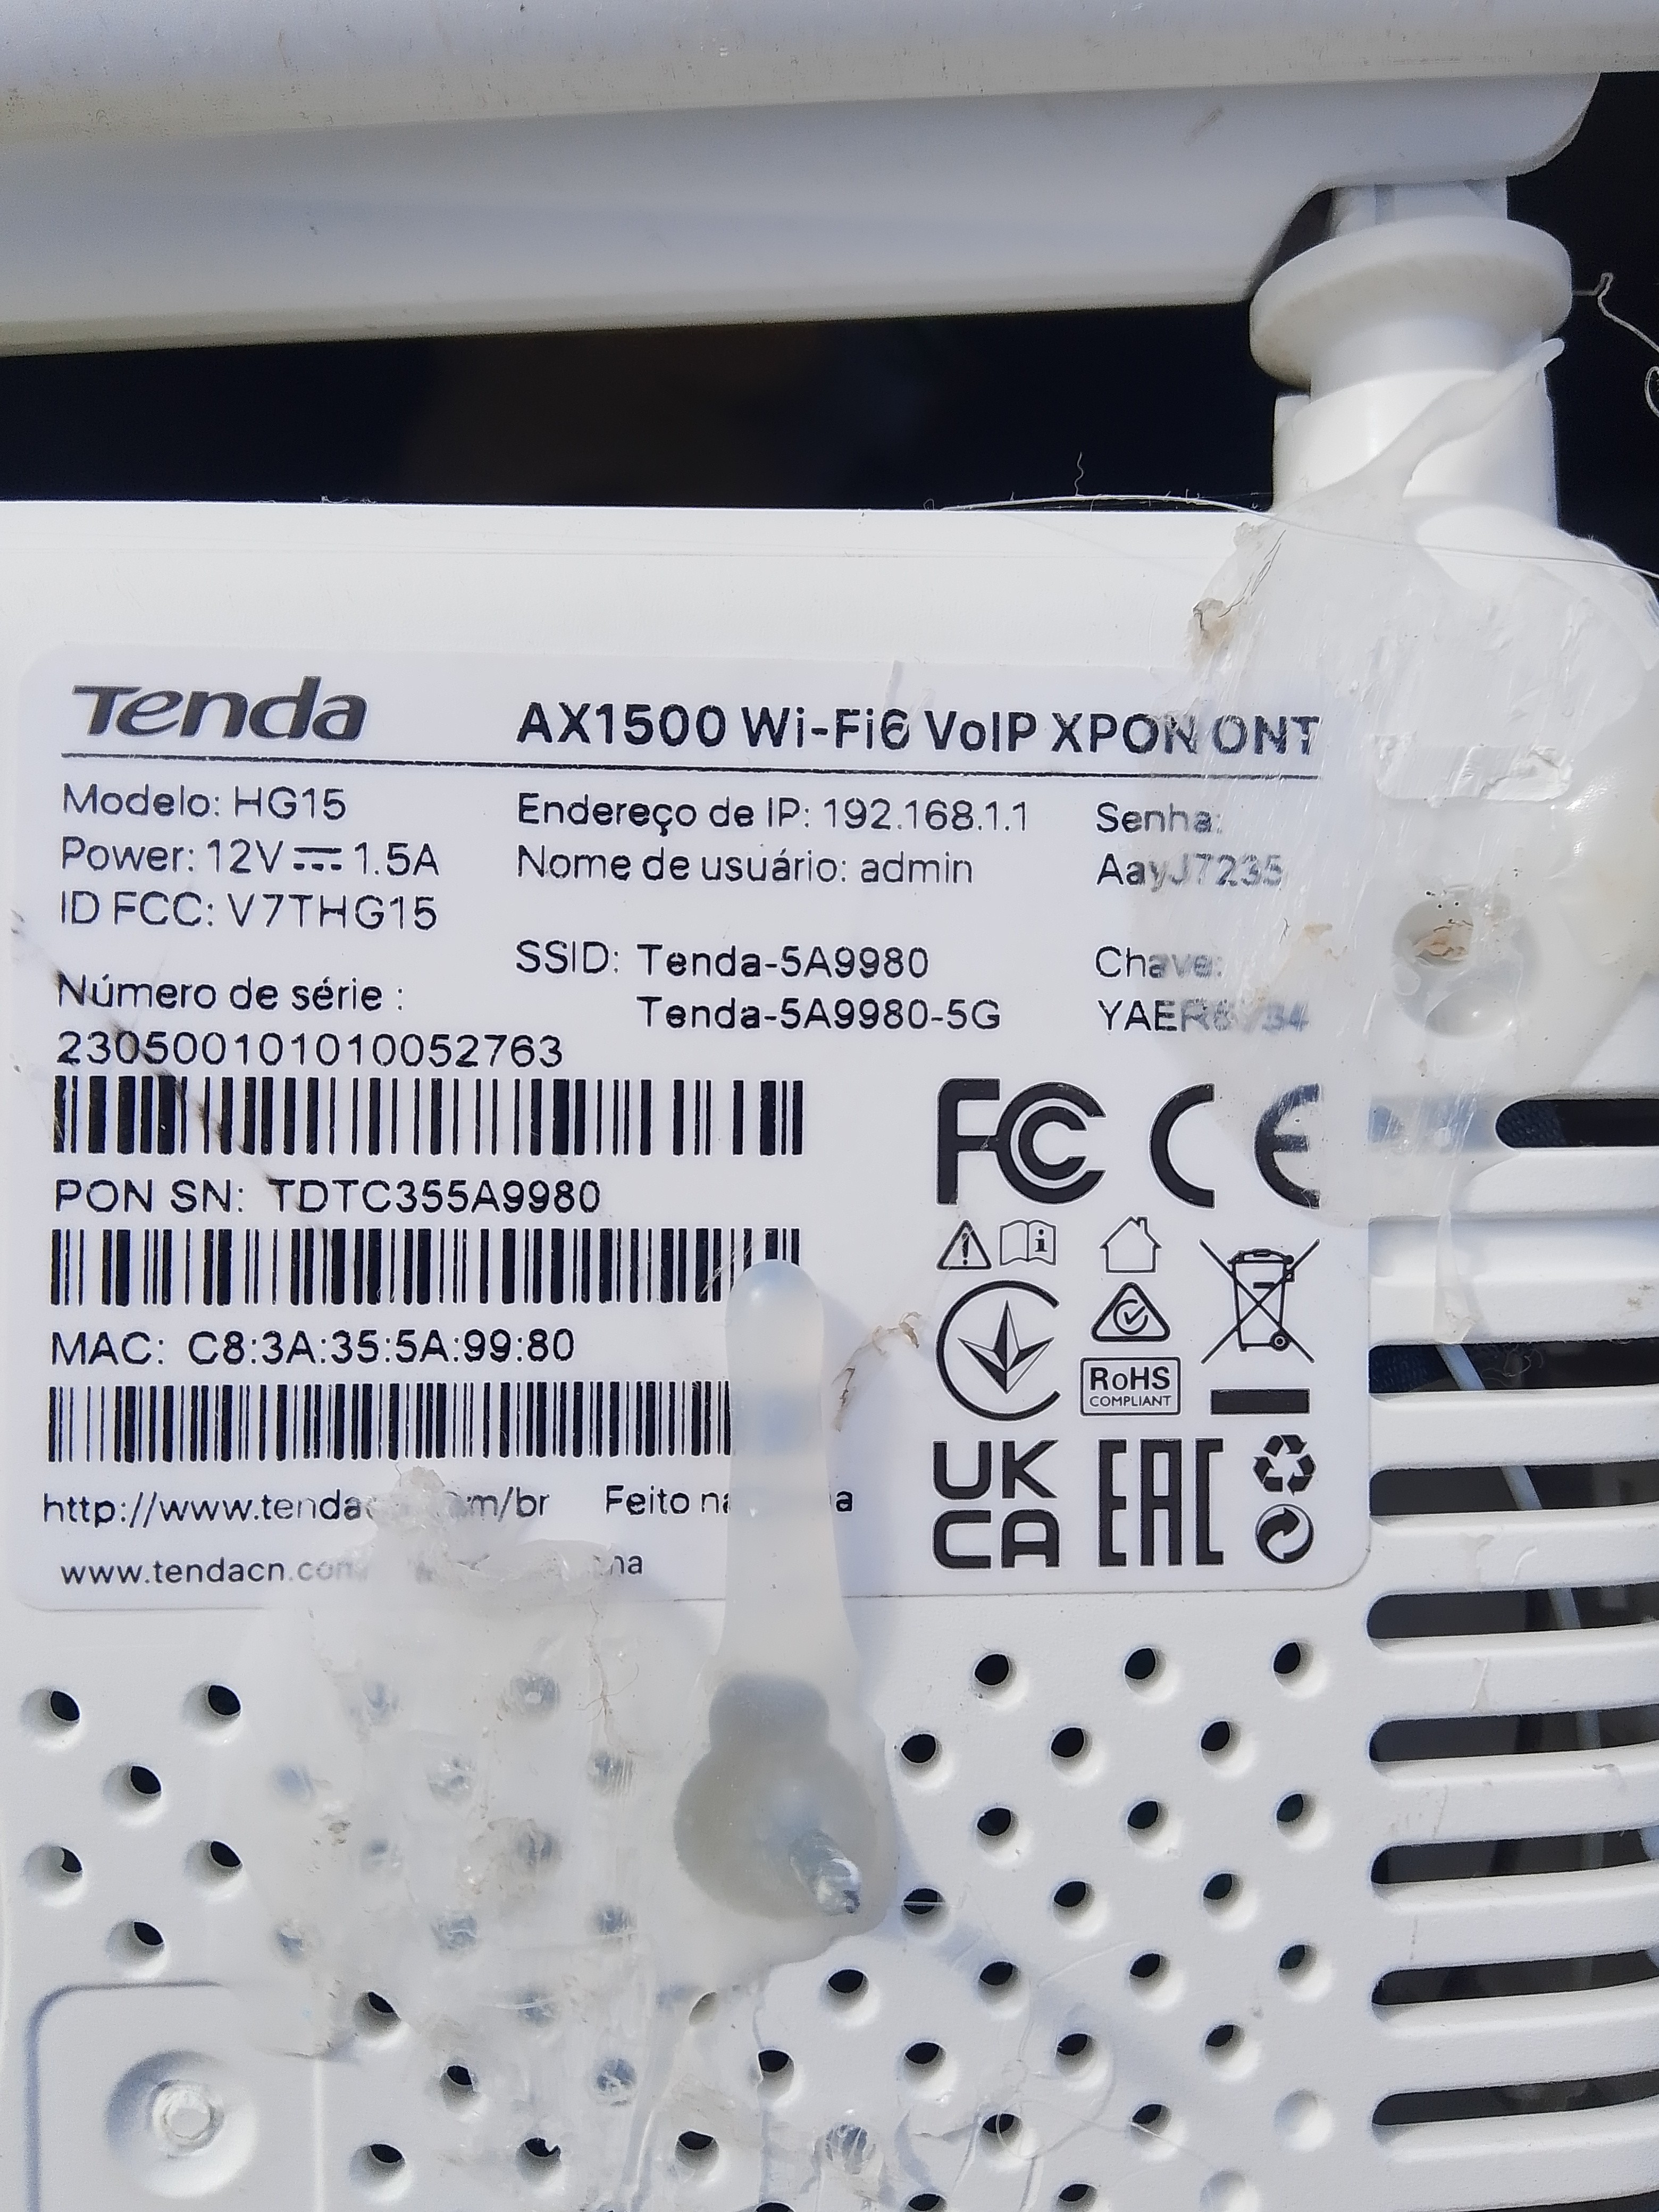 Tenda AX1500 Wi-Fi6 VoIP XPON ONT
Modelo: HG15
Power: 12V 1.5A
ID FCC: V7THG15
Endereço de IP: 192.168.1.1
Nome de usuário: admin
Senha:
AayJ7235
SSID: Tenda-5A9980
Tenda-5A9980-5G
Chave:
Número de série :
230500101010052763
PON SN: TDTC355A9980
MAC: C8:3A:35:5A:99:80
Feito
FC CE
RoHS
COMPLIANT
UK
CA
EAC